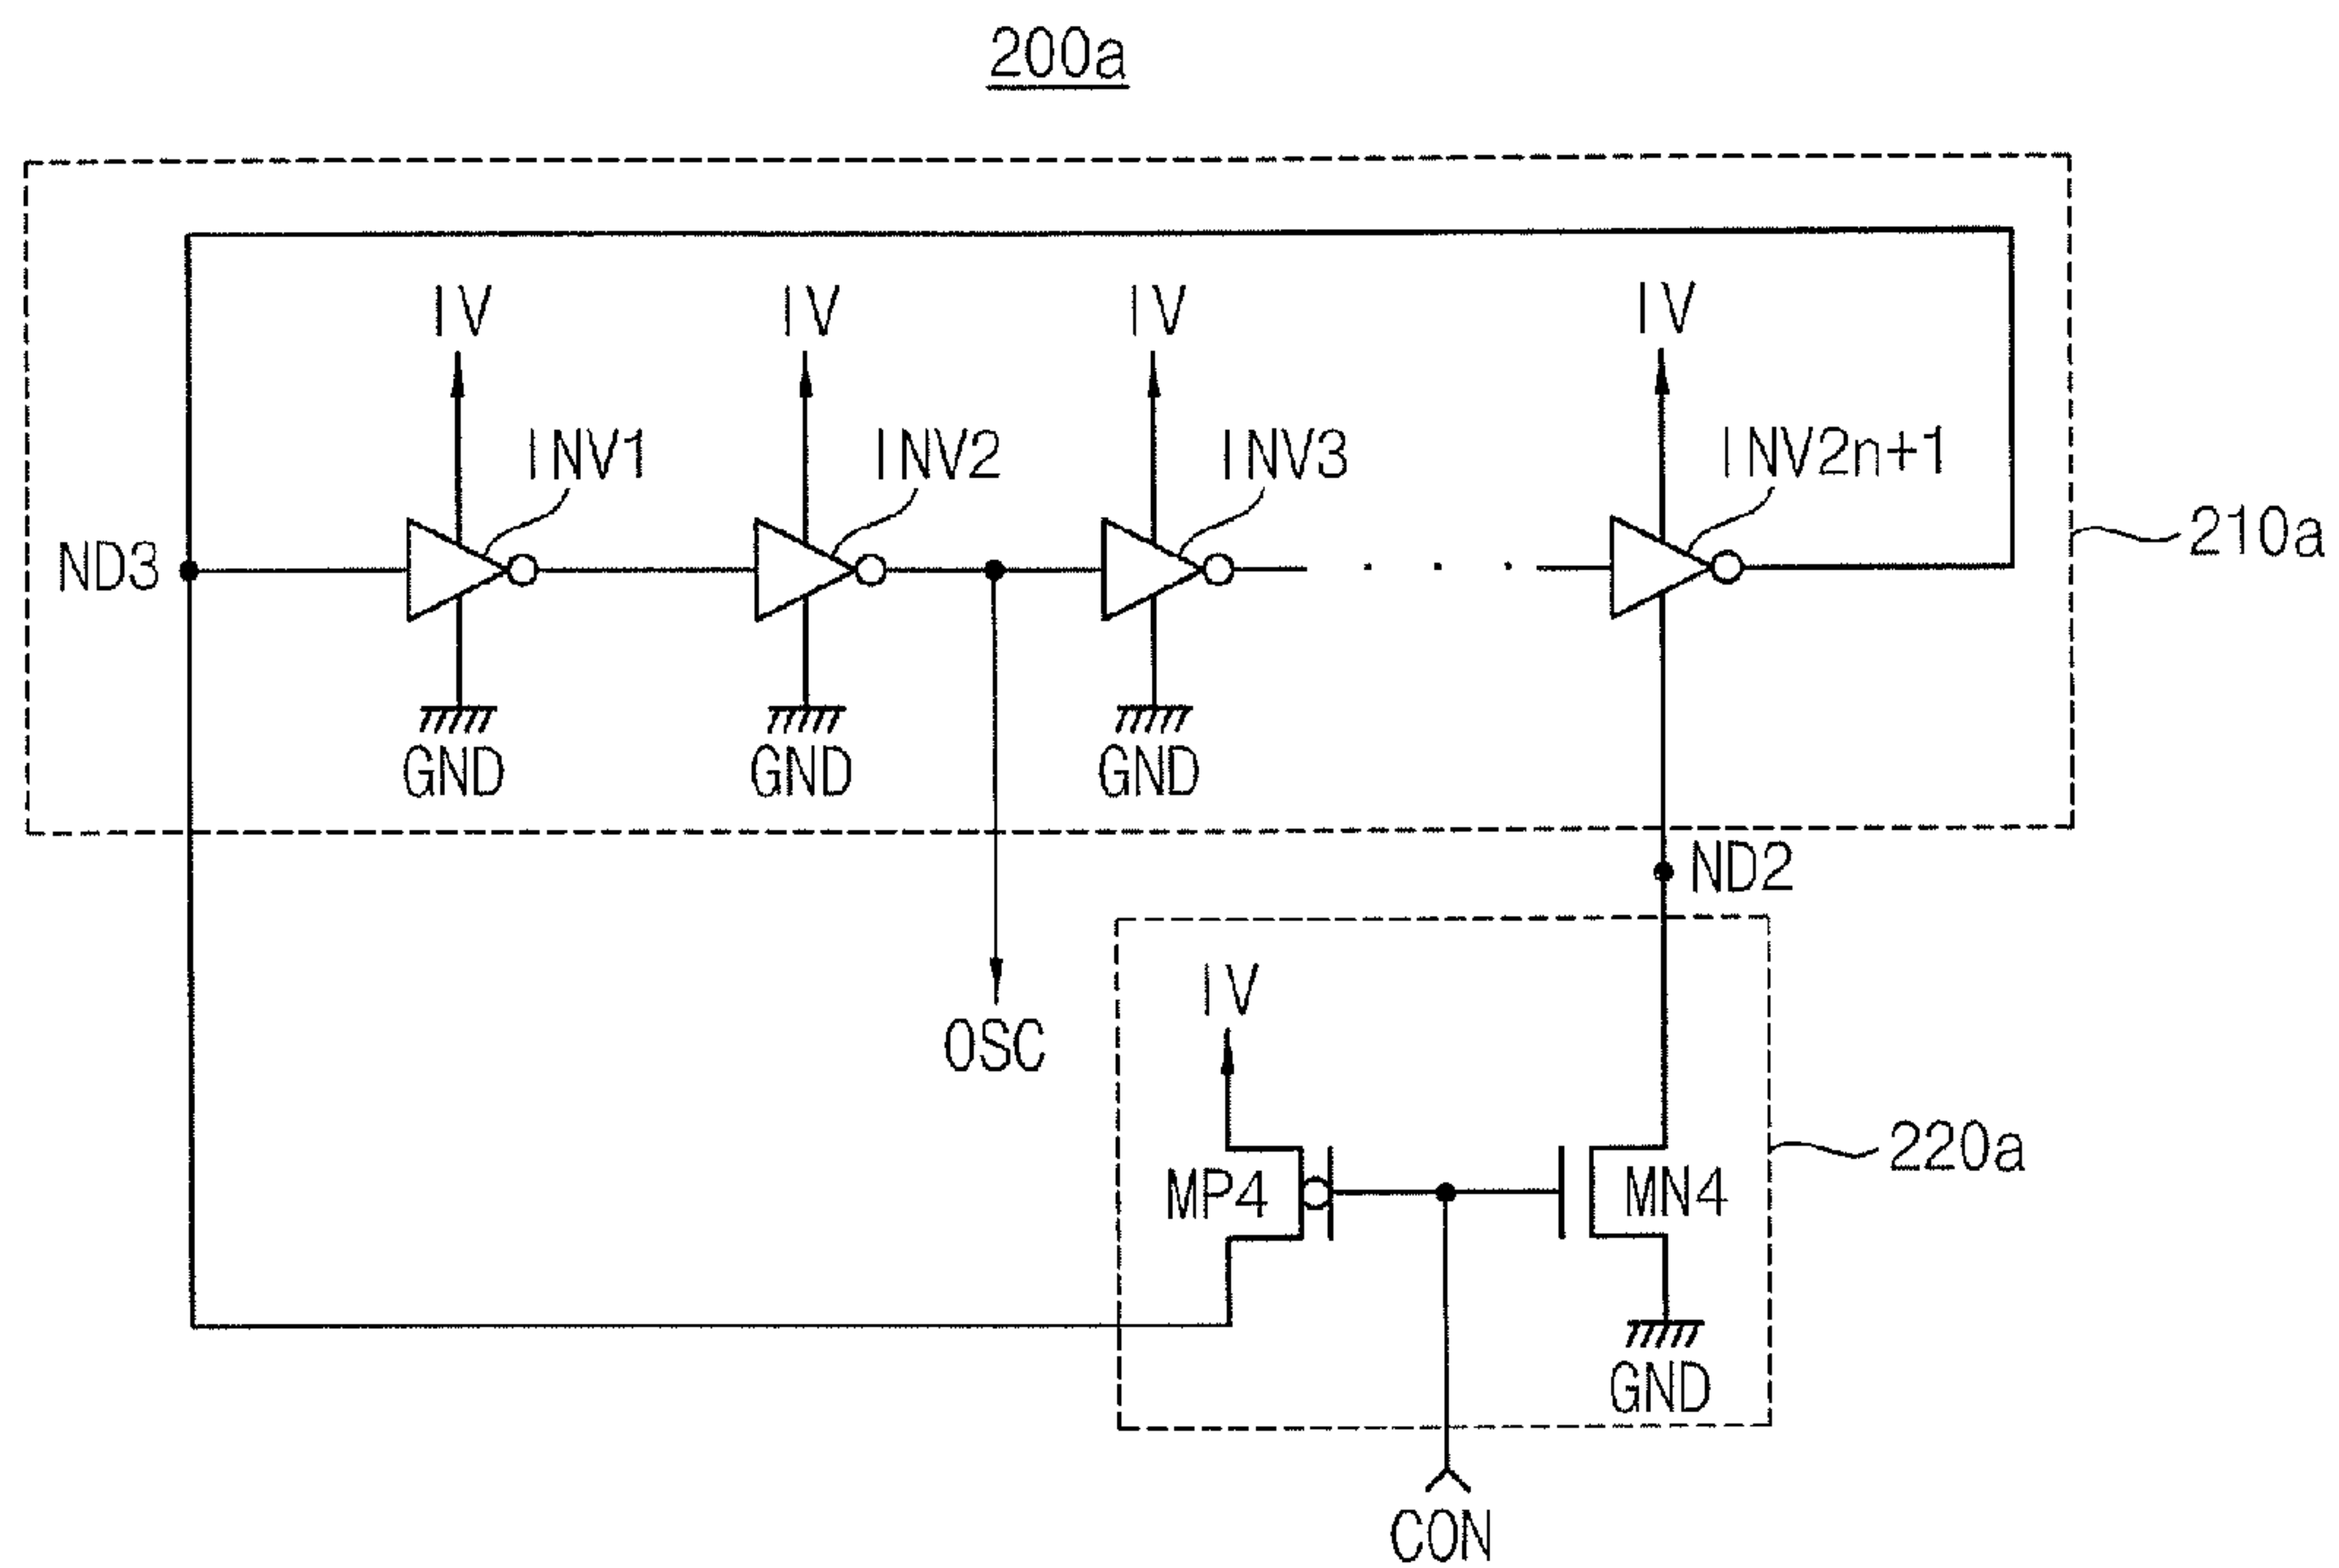 200a
IV IV IV IV
INV1 INV2 INV3 INV2n+1
ND3
210a
GND GND GND
ND2
IV
OSC
MP4 MN4
220a
GND
CON